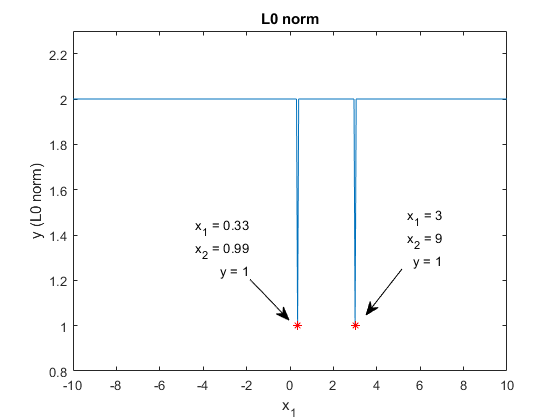 L0 norm
y (L0 norm)
2.2
2
1.8
1.6
1.4
1.2
1
0.8
x1 = 0.33
x2 = 0.99
y = 1
x1 = 3
x2 = 9
y = 1
-10 -8 -6 -4 -2 0 2 4 6 8 10
x1